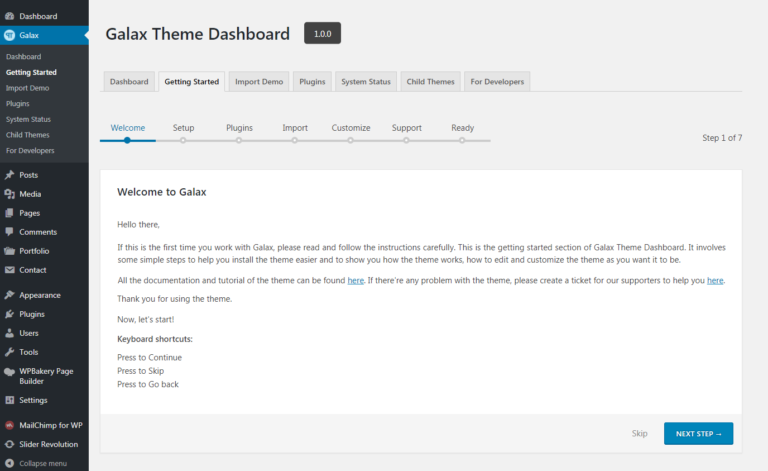 Dashboard
Galax
Dashboard
Getting Started
Import Demo
Plugins
System Status
Child Themes
For Developers
Posts
Media
Pages
Comments
Portfolio
Contact
Appearance
Plugins
Users
Tools
WPBakery Page
Builder
Settings
MailChimp for WP
Slider Revolution
Collapse menu
Galax Theme Dashboard 1.0.0
Dashboard Getting Started Import Demo Plugins System Status Child Themes For Developers
Welcome Setup Plugins Import Customize Support Ready
Step 1 of 7
Welcome to Galax
Hello there,
If this is the first time you work with Galax, please read and follow the instructions carefully. This is the getting started section of Galax Theme Dashboard. It involves
some simple steps to help you install the theme easier and to show you how the theme works, how to edit and customize the theme as you want it to be.
All the documentation and tutorial of the theme can be found here. If there're any problem with the theme, please create a ticket for our supporters to help you here.
Thank you for using the theme.
Now, let's start!
Keyboard shortcuts:
Press to Continue
Press to Skip
Press to Go back
Skip NEXT STEP →